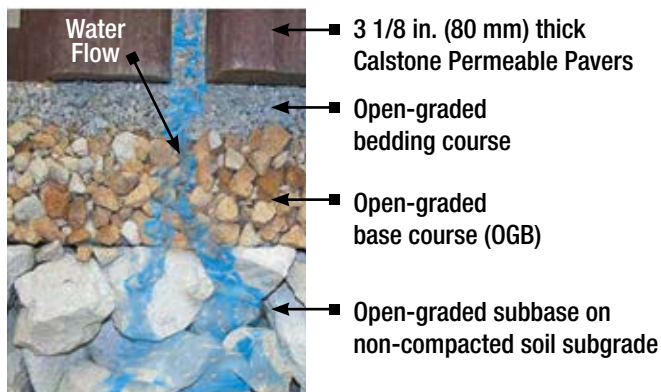 Water
Flow
3 1/8 in. (80 mm) thick
Calstone Permeable Pavers
Open-graded
bedding course
Open-graded
base course (OGB)
Open-graded subbase on
non-compacted soil subgrade